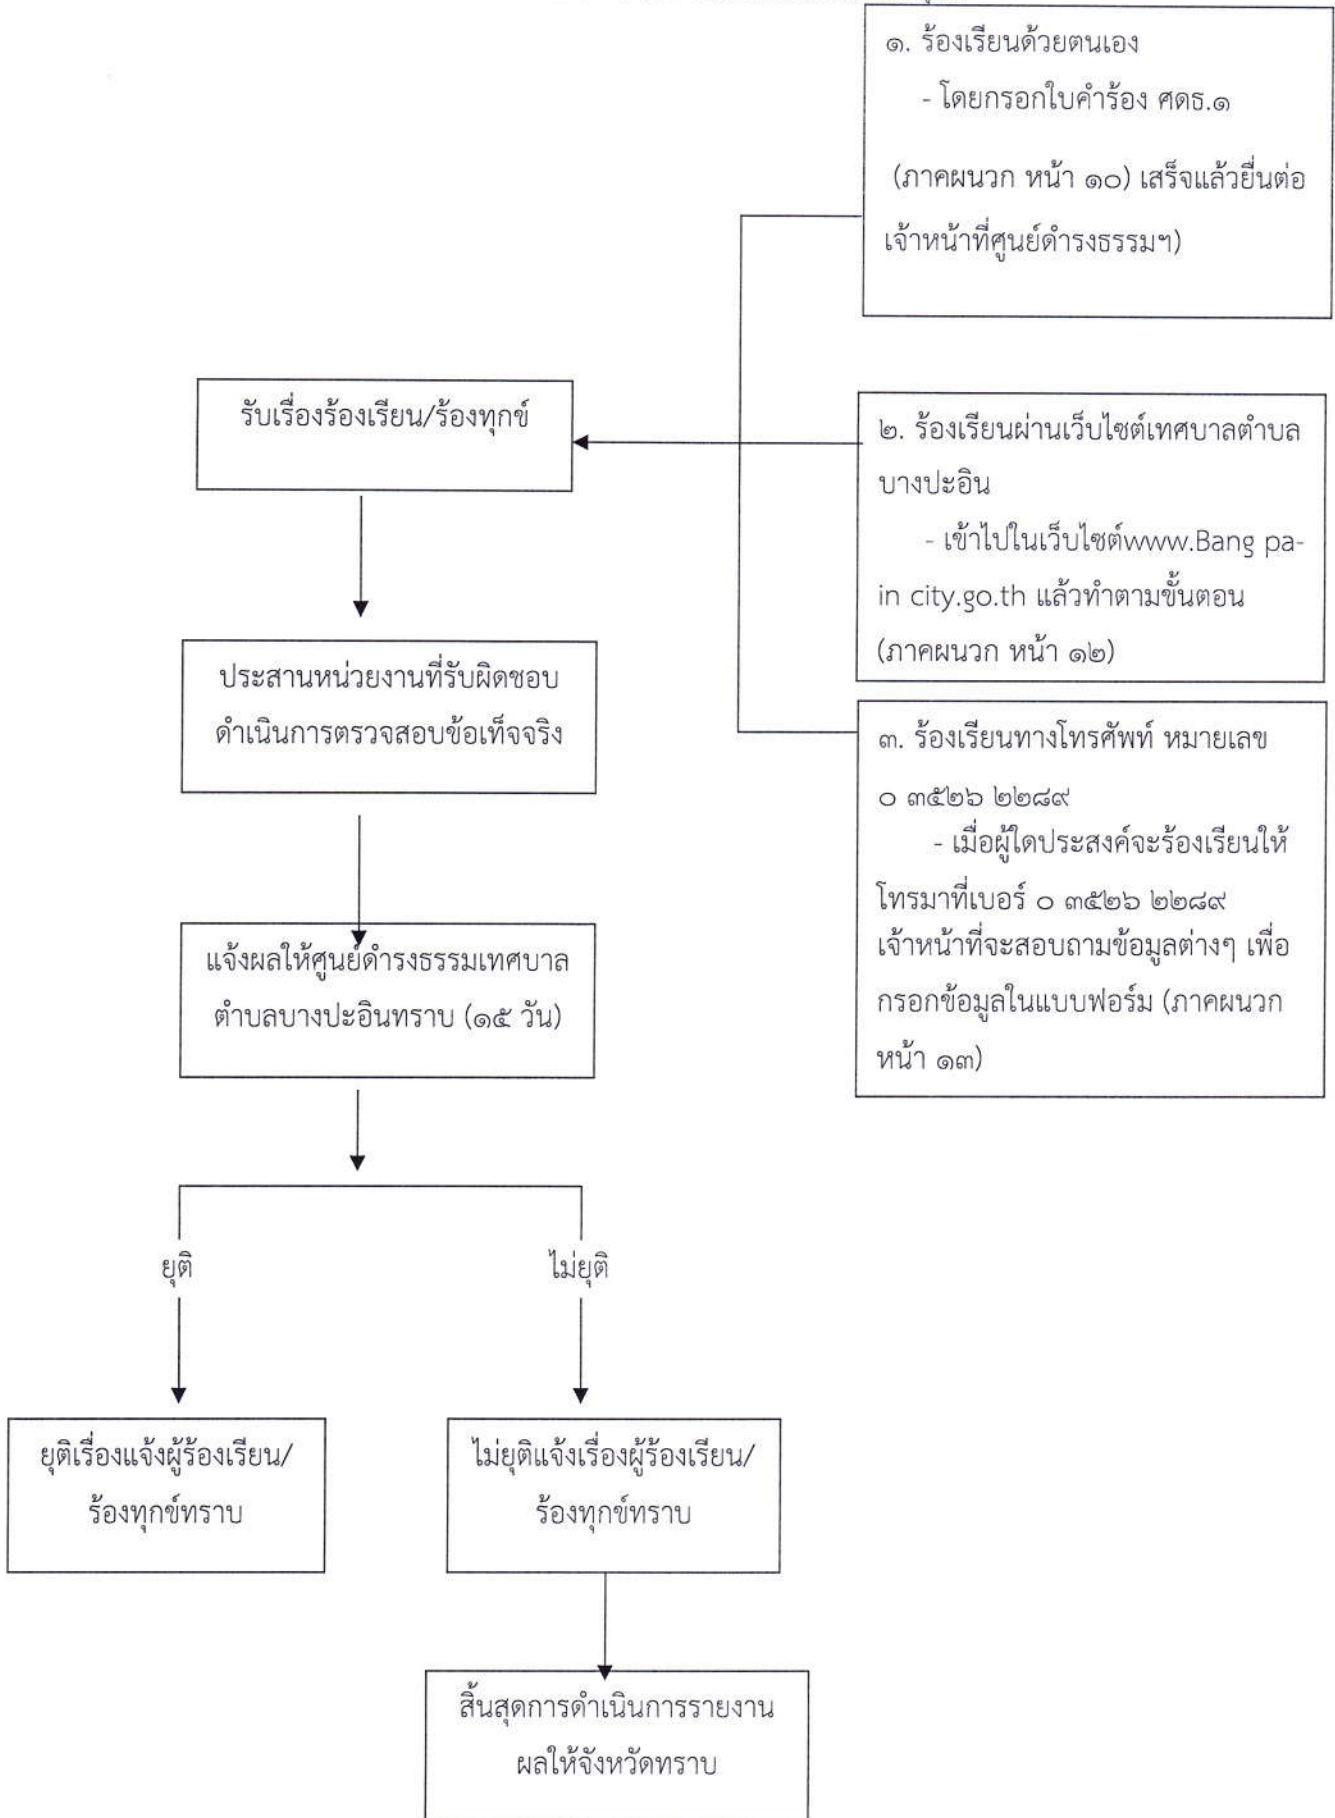 ๑. ร้องเรียนด้วยตนเอง
- โดยกรอกใบคำร้อง ศดธ.๑
(ภาคผนวก หน้า ๑๐) เสร็จแล้วยื่นต่อ
เจ้าหน้าที่ศูนย์ดำรงธรรมฯ)
รับเรื่องร้องเรียน/ร้องทุกข์
๒. ร้องเรียนผ่านเว็บไซต์เทศบาลตำบล
บางปะอิน
- เข้าไปในเว็บไซต์www.Bang pa-
in city.go.th แล้วทำตามขั้นตอน
(ภาคผนวก หน้า ๑๒)
ประสานหน่วยงานที่รับผิดชอบ
ดำเนินการตรวจสอบข้อเท็จจริง
๓. ร้องเรียนทางโทรศัพท์ หมายเลข
๐ ๓๕๒๖ ๒๒๘๙
- เมื่อผู้ใดประสงค์จะร้องเรียนให้
โทรมาที่เบอร์ ๐ ๓๕๒๖ ๒๒๘๙
เจ้าหน้าที่จะสอบถามข้อมูลต่างๆ เพื่อ
กรอกข้อมูลในแบบฟอร์ม (ภาคผนวก
หน้า ๑๓)
แจ้งผลให้ศูนย์ดำรงธรรมเทศบาล
ตำบลบางปะอินทราบ (๑๕ วัน)
ยุติ
ไม่ยุติ
ยุติเรื่องแจ้งผู้ร้องเรียน/
ร้องทุกข์ทราบ
ไม่ยุติแจ้งเรื่องผู้ร้องเรียน/
ร้องทุกข์ทราบ
สิ้นสุดการดำเนินการรายงาน
ผลให้จังหวัดทราบ